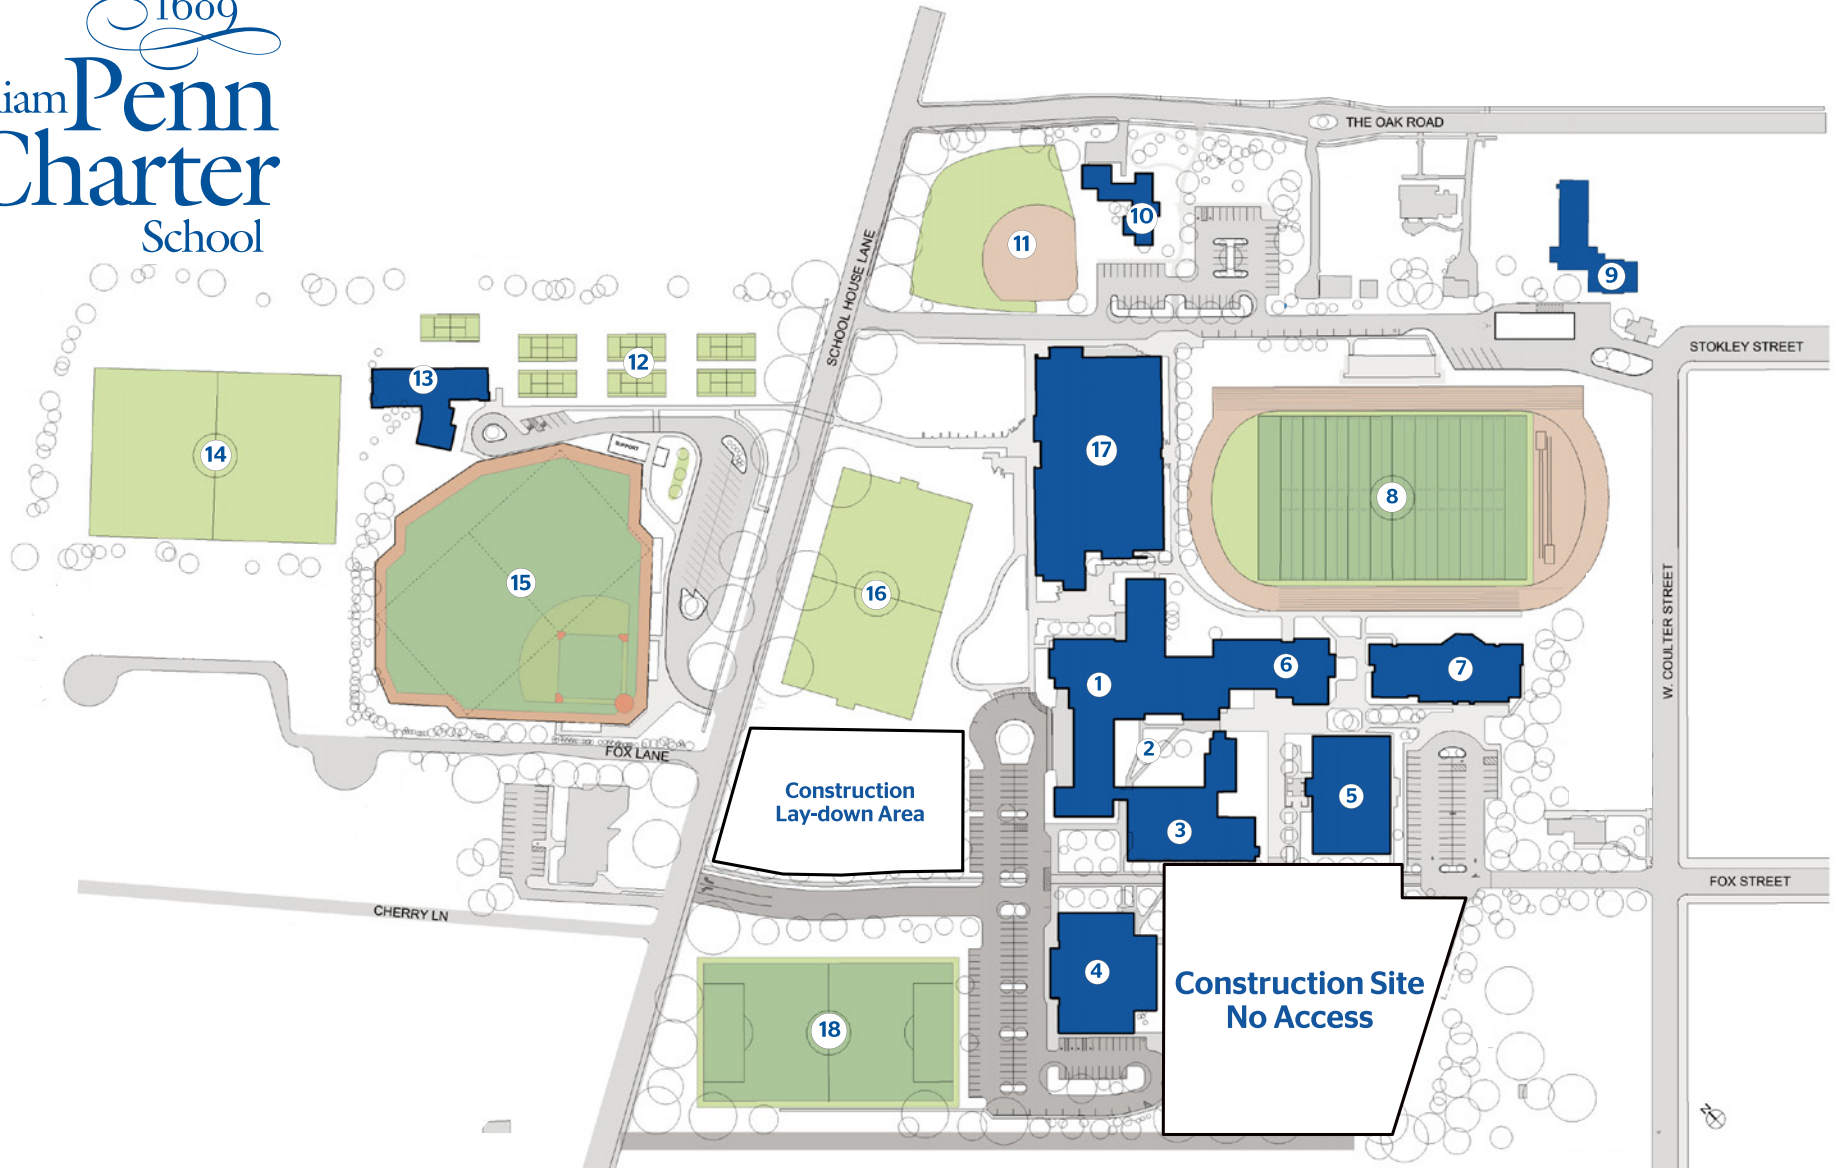 1689
iam Penn
Charter
School
THE OAK ROAD
SCHOOL HOUSE LANE
STOKLEY STREET
W. COULTER STREET
FOX STREET
FOX LANE
CHERRY LN
SUPPORT
10
11
9
12
13
17
14
8
15
16
6
7
1
2
5
3
4
18
Construction
Lay-down Area
Construction Site
No Access
N